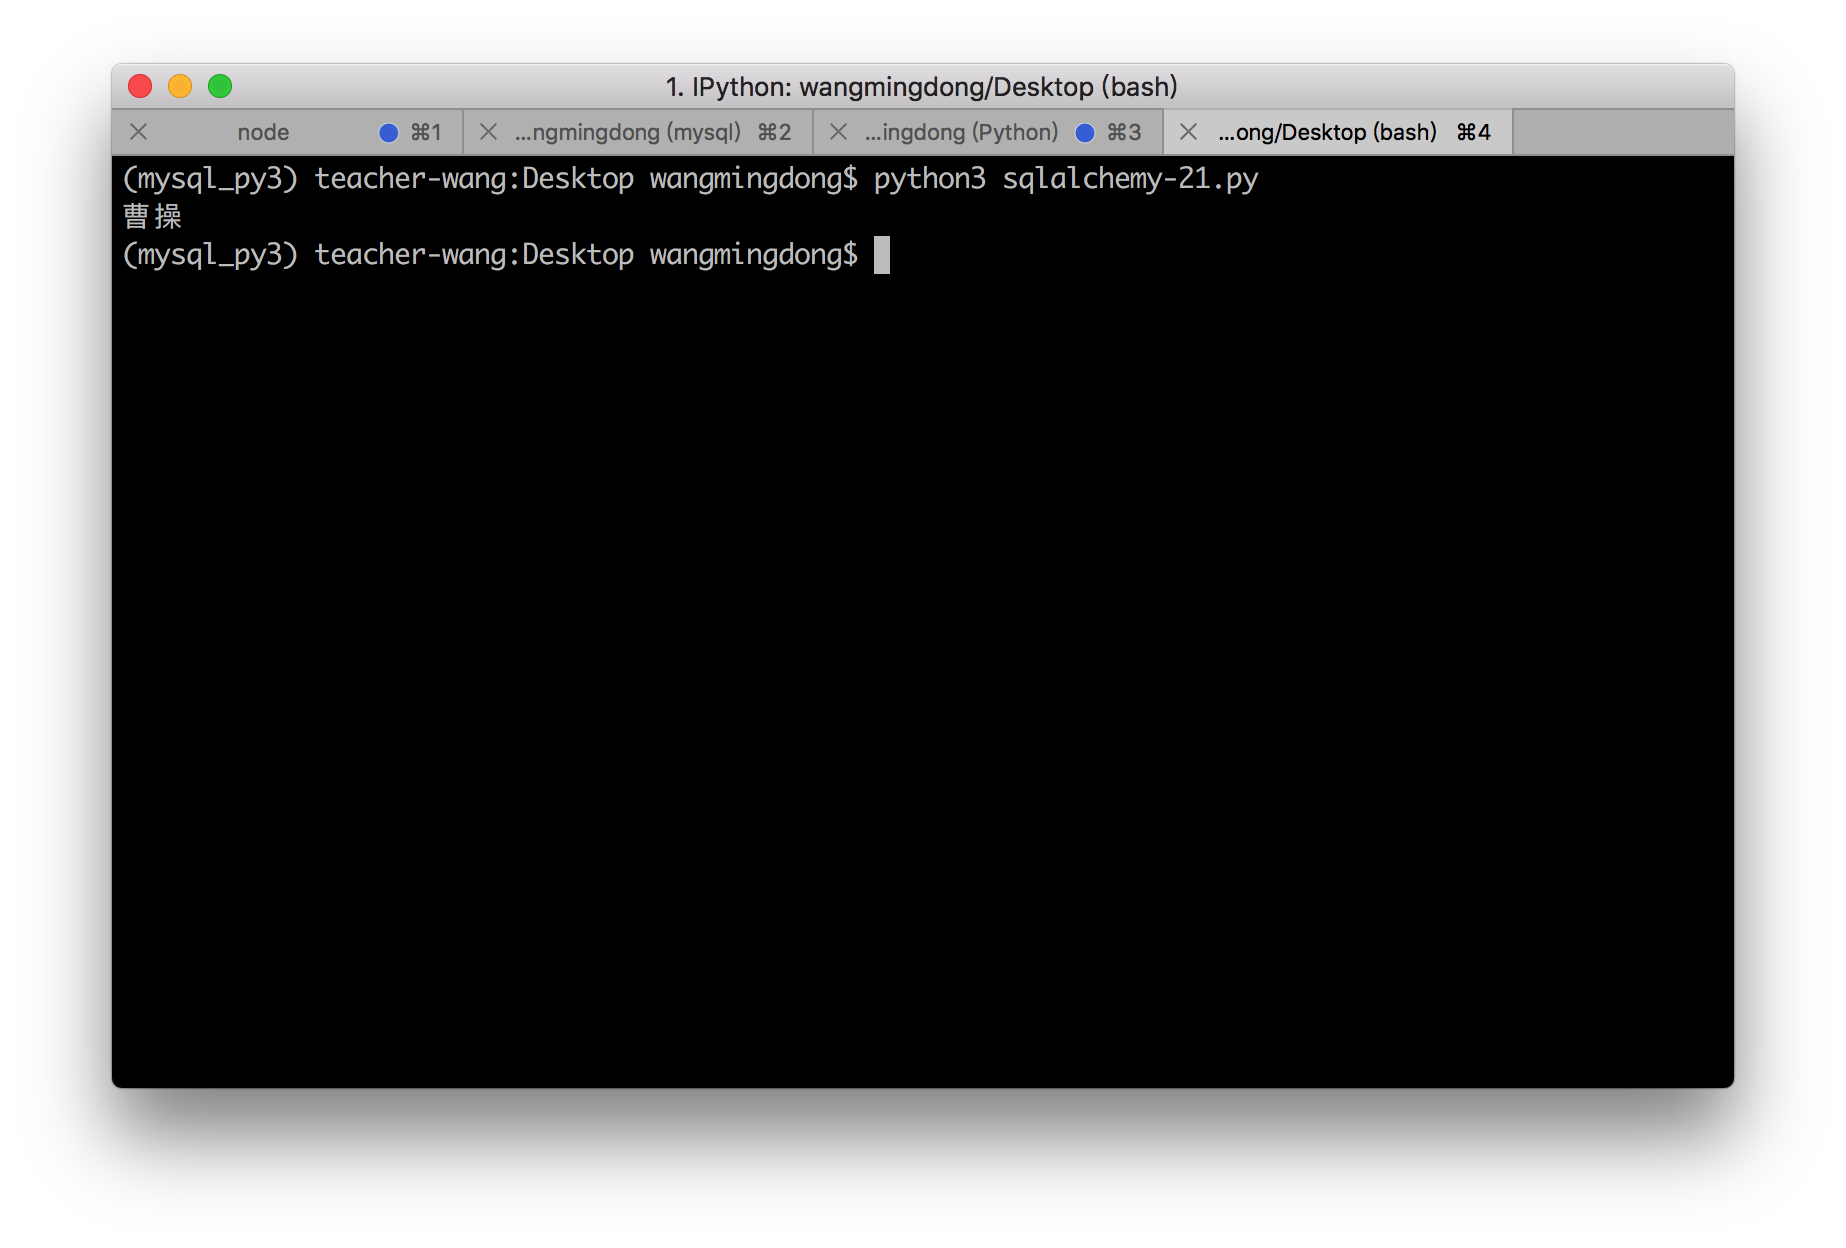 1. IPython: wangmingdong/Desktop (bash)
node ⌘1 ...ngmingdong (mysql) ⌘2 ...ingdong (Python) ⌘3 ...ong/Desktop (bash) ⌘4
(mysql_py3) teacher-wang:Desktop wangmingdong$ python3 sqlalchemy-21.py
曹操
(mysql_py3) teacher-wang:Desktop wangmingdong$